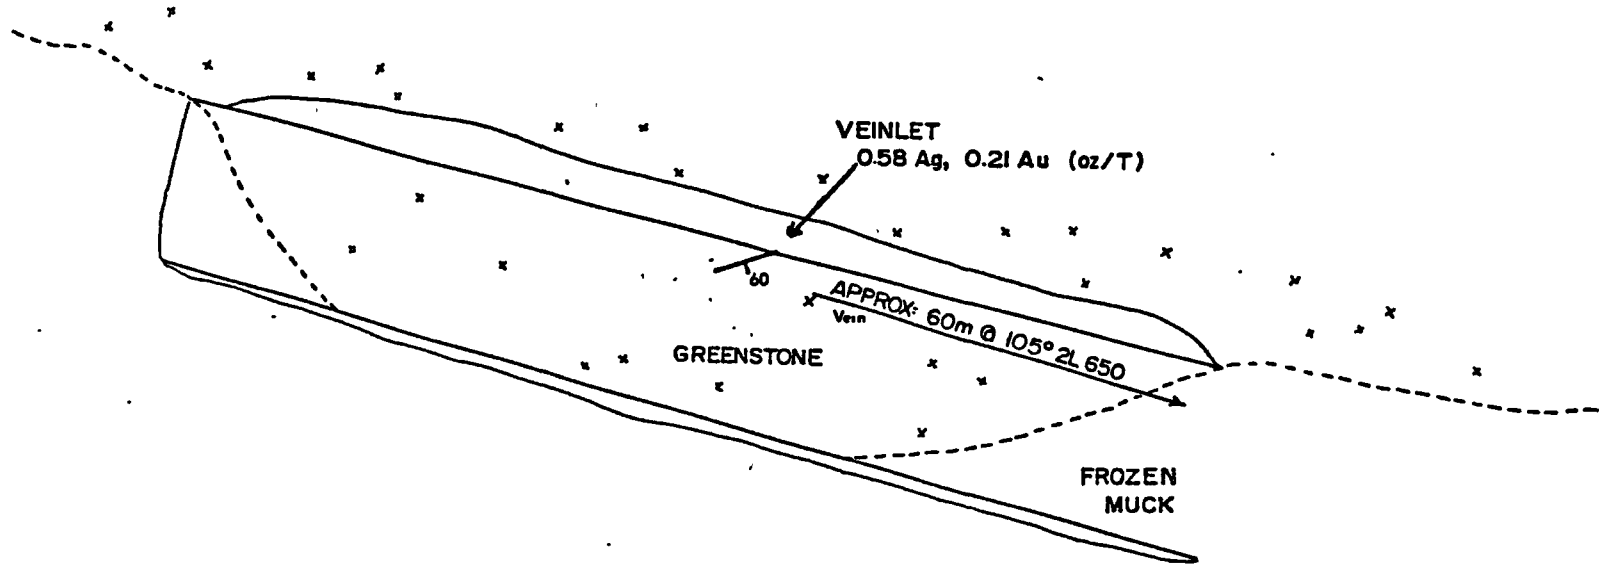 VEINLET
0.58 Ag, 0.21 Au (oz/T)
60
APPROX: 60m @ 105° 2L 650
Vein
GREENSTONE
FROZEN
MUCK